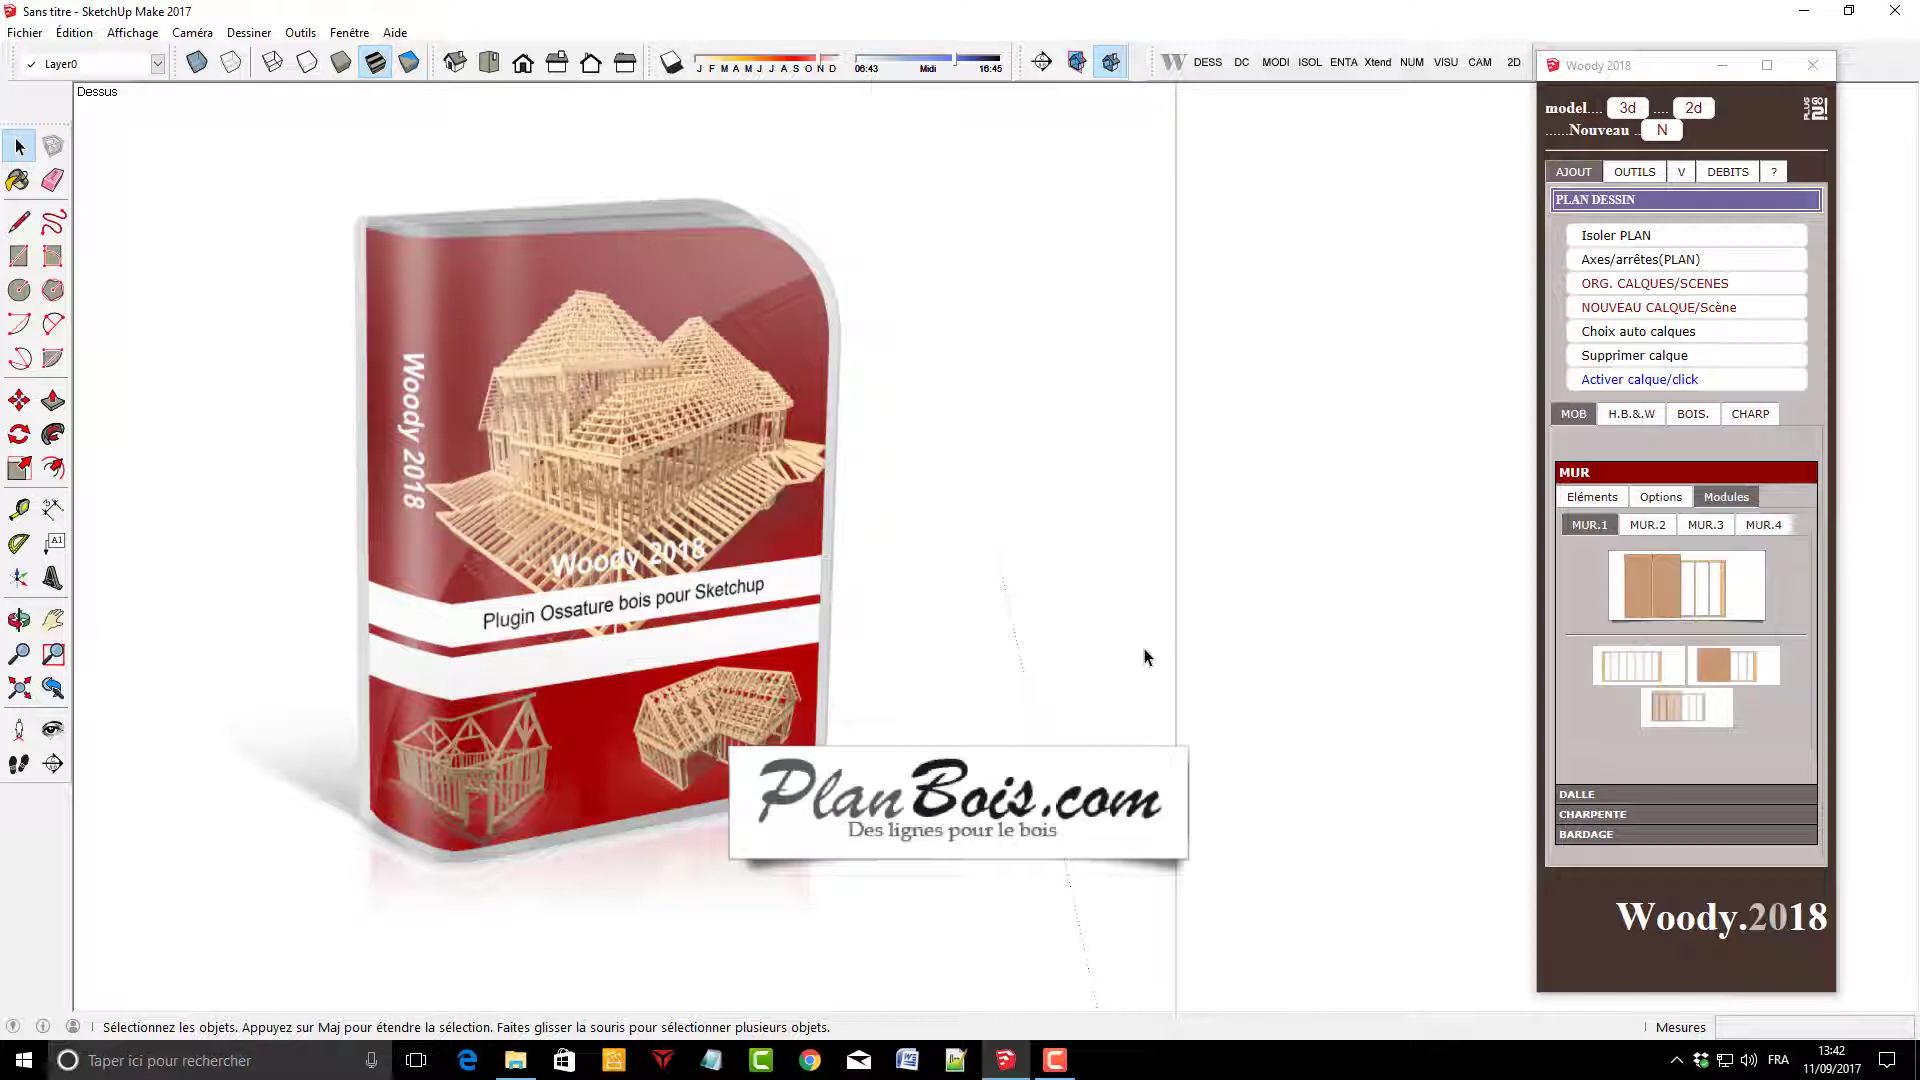 Sans titre - SketchUp Make 2017
Fichier Édition Affichage Caméra Dessiner Outils Fenêtre Aide
Layer0
J F M A M J J A S O N D
06:43 Midi 16:45
DESS DC MODI ISOL ENTA Xtend NUM VISU CAM 2D
Dessus
Woody 2018
Woody 2018
Plugin Ossature bois pour Sketchup
PlanBois.com
Des lignes pour le bois
Woody 2018
model.... 3d .... 2d
......Nouveau .. N
AJOUT OUTILS V DEBITS ?
PLAN DESSIN
Isoler PLAN
Axes/arrêtes(PLAN)
ORG. CALQUES/SCENES
NOUVEAU CALQUE/Scène
Choix auto calques
Supprimer calque
Activer calque/click
MOB H.B.&.W BOIS. CHARP
MUR
Eléments Options Modules
MUR.1 MUR.2 MUR.3 MUR.4
DALLE
CHARPENTE
BARDAGE
Woody.2018
Sélectionnez les objets. Appuyez sur Maj pour étendre la sélection. Faites glisser la souris pour sélectionner plusieurs objets.
Mesures
Taper ici pour rechercher
FRA
13:42
11/09/2017